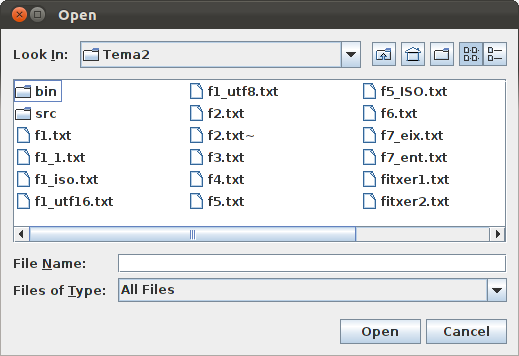 Open
Look In: Tema2
bin
src
f1.txt
f1_1.txt
f1_iso.txt
f1_utf16.txt
f1_utf8.txt
f2.txt
f2.txt~
f3.txt
f4.txt
f5.txt
f5_ISO.txt
f6.txt
f7_eix.txt
f7_ent.txt
fitxer1.txt
fitxer2.txt
File Name:
Files of Type: All Files
Open Cancel